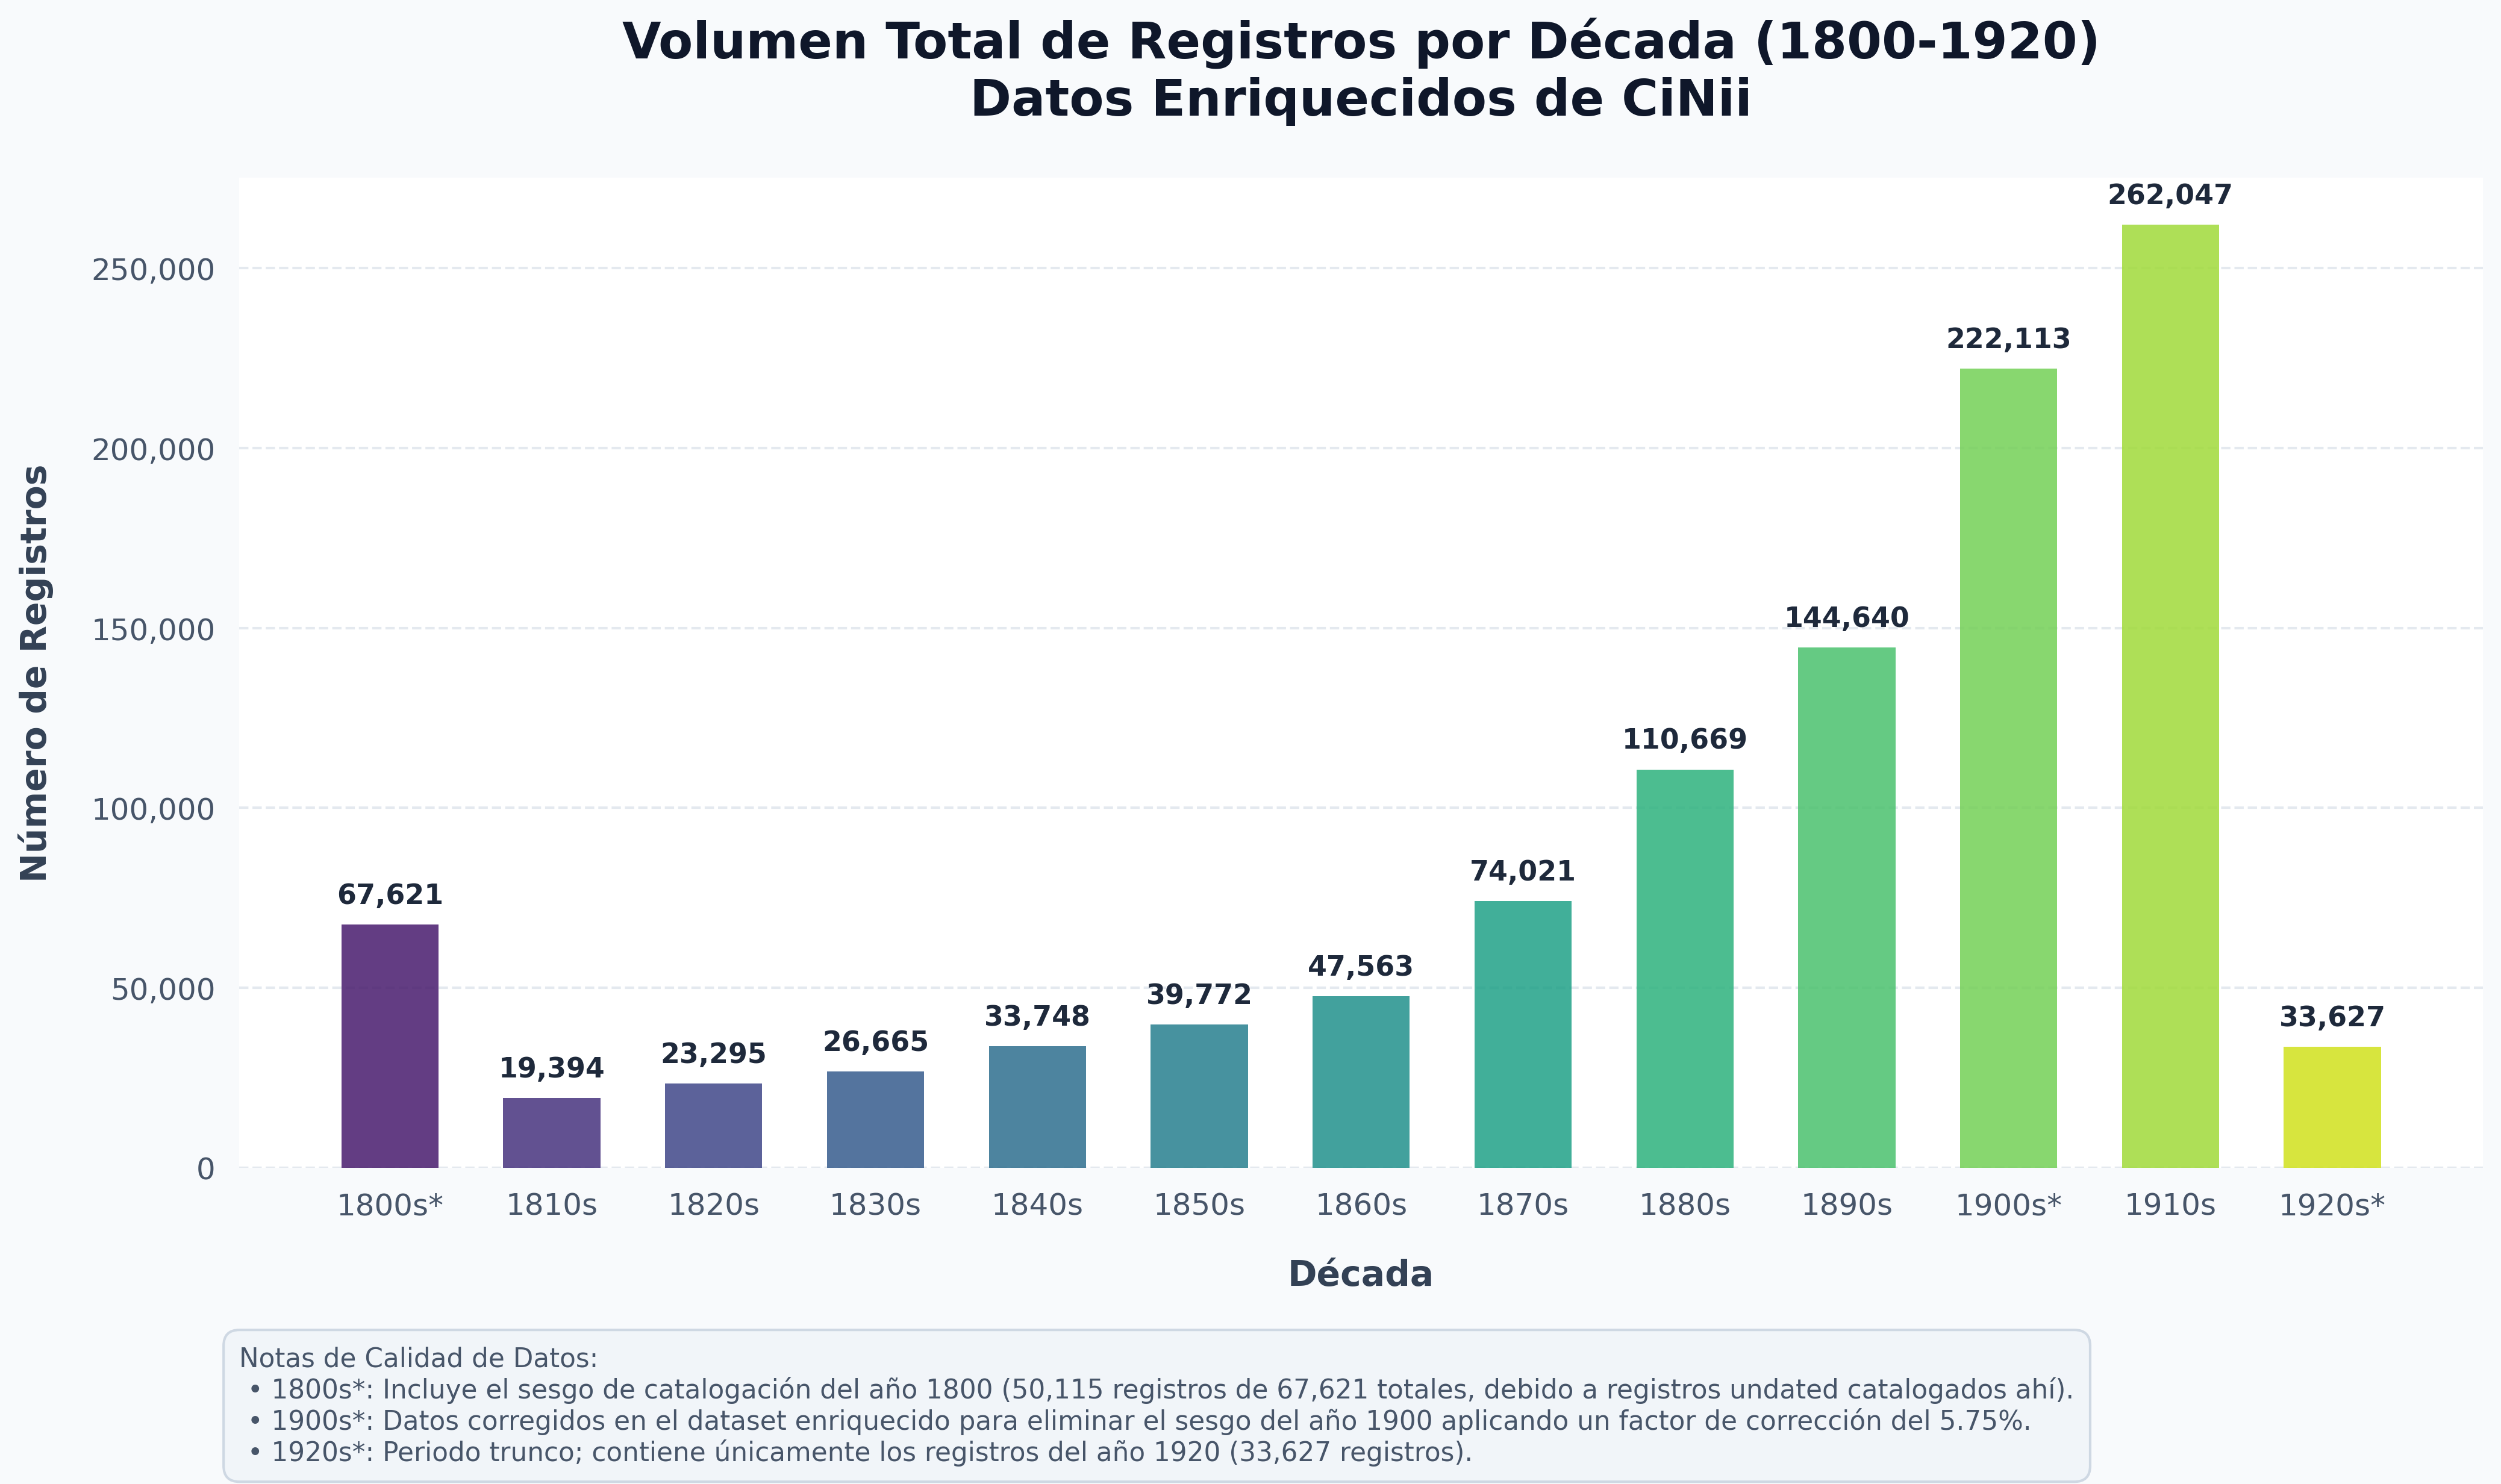 Volumen Total de Registros por Década (1800-1920)
Datos Enriquecidos de CiNii
Número de Registros
250,000
200,000
150,000
100,000
50,000
0
67,621
19,394
23,295
26,665
33,748
39,772
47,563
74,021
110,669
144,640
222,113
262,047
33,627
1800s*
1810s
1820s
1830s
1840s
1850s
1860s
1870s
1880s
1890s
1900s*
1910s
1920s*
Década
Notas de Calidad de Datos:
• 1800s*: Incluye el sesgo de catalogación del año 1800 (50,115 registros de 67,621 totales, debido a registros undated catalogados ahí).
• 1900s*: Datos corregidos en el dataset enriquecido para eliminar el sesgo del año 1900 aplicando un factor de corrección del 5.75%.
• 1920s*: Periodo trunco; contiene únicamente los registros del año 1920 (33,627 registros).